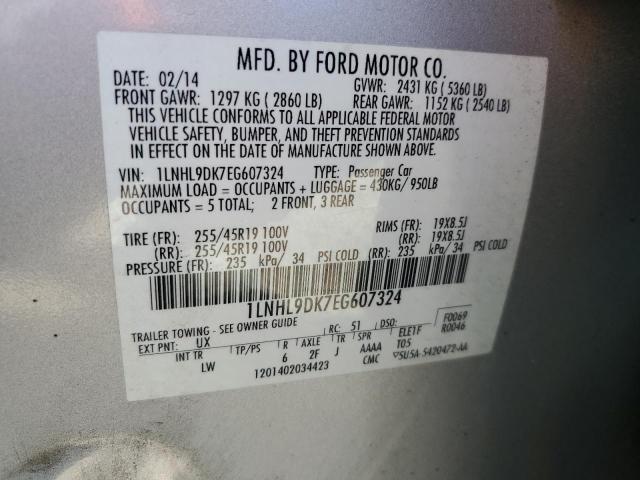 MFD. BY FORD MOTOR CO.
DATE: 02/14 GVWR: 2431 KG ( 5360 LB)
FRONT GAWR: 1297 KG ( 2860 LB) REAR GAWR: 1152 KG ( 2540 LB)
THIS VEHICLE CONFORMS TO ALL APPLICABLE FEDERAL MOTOR
VEHICLE SAFETY, BUMPER, AND THEFT PREVENTION STANDARDS
IN EFFECT ON THE DATE OF MANUFACTURE SHOWN ABOVE.
VIN: 1LNHL9DK7EG607324 TYPE: Passenger Car
MAXIMUM LOAD = OCCUPANTS + LUGGAGE = 430KG/ 950LB
OCCUPANTS = 5 TOTAL; 2 FRONT, 3 REAR
TIRE (FR): 255/45R19 100V RIMS (FR): 19X8.5J
(RR): 255/45R19 100V (RR): 19X8.5J
PRESSURE (FR): 235 kPa/ 34 PSI COLD (RR): 235 kPa/ 34 PSI COLD
1LNHL9DK7EG607324
TRAILER TOWING - SEE OWNER GUIDE RC: 51 DSO: F0069
EXT PNT: UX R AXLE TR SPR ELE1F R0046
INT TR TP/PS 6 2F J AAAA T05
LW 1201402034423 CMC ▽5U5A-5420472-AA